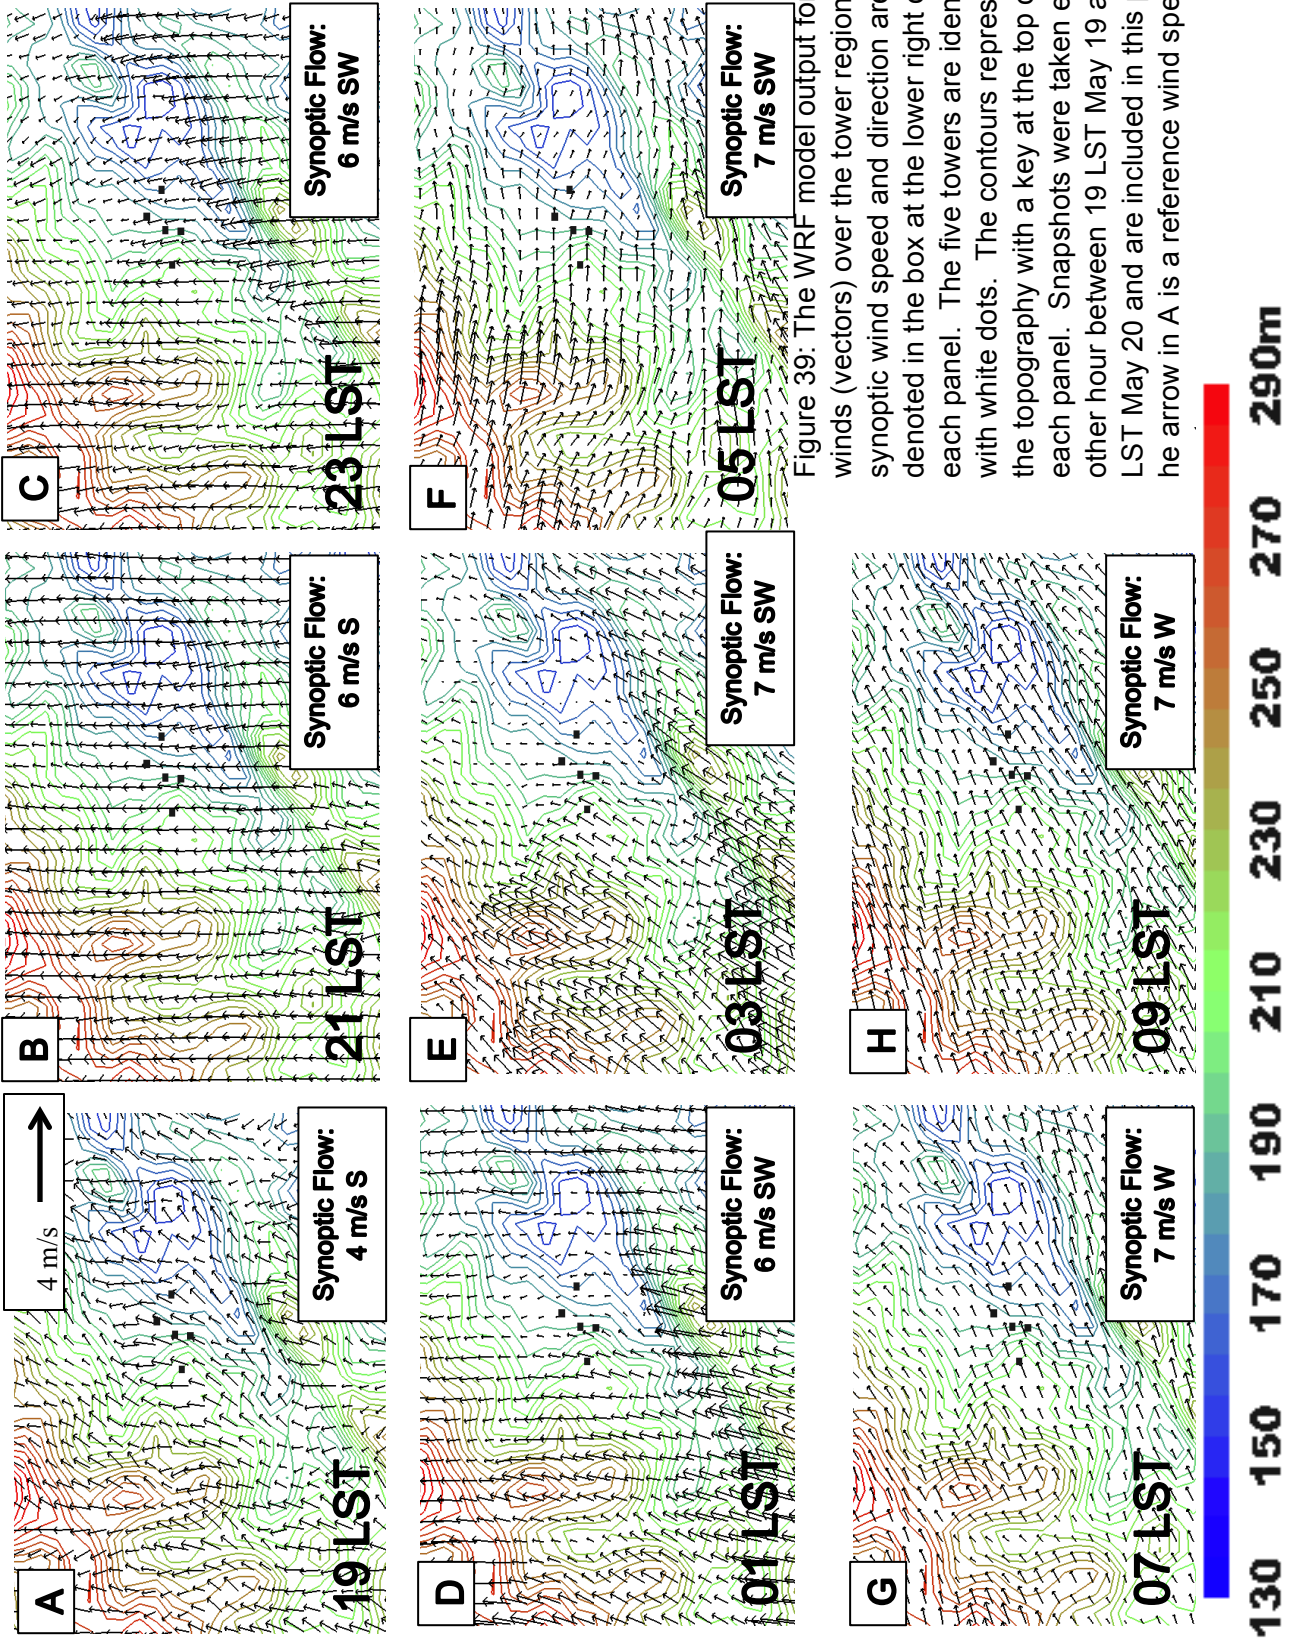 A
4 m/s
19 LST
Synoptic Flow:
4 m/s S
B
21 LST
Synoptic Flow:
6 m/s S
C
23 LST
Synoptic Flow:
6 m/s SW
D
01 LST
Synoptic Flow:
6 m/s SW
E
03 LST
Synoptic Flow:
7 m/s SW
F
05 LST
Synoptic Flow:
7 m/s SW
G
07 LST
Synoptic Flow:
7 m/s W
H
09 LST
Synoptic Flow:
7 m/s W
Figure 39: The WRF model output fo
winds (vectors) over the tower region
synoptic wind speed and direction are
denoted in the box at the lower right
each panel. The five towers are iden
with white dots. The contours repres
the topography with a key at the top
each panel. Snapshots were taken e
other hour between 19 LST May 19 a
LST May 20 and are included in this
he arrow in A is a reference wind spe
130 150 170 190 210 230 250 270 290m